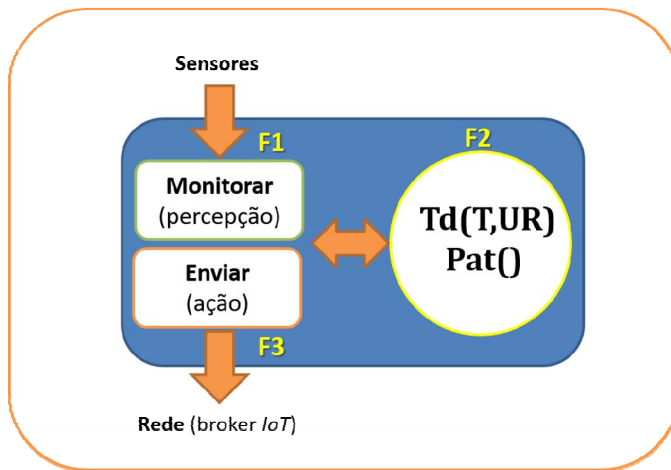 Sensores
F1
F2
Monitorar
(percepção)
Td(T,UR)
Pat()
Enviar
(ação)
F3
Rede (broker IoT)